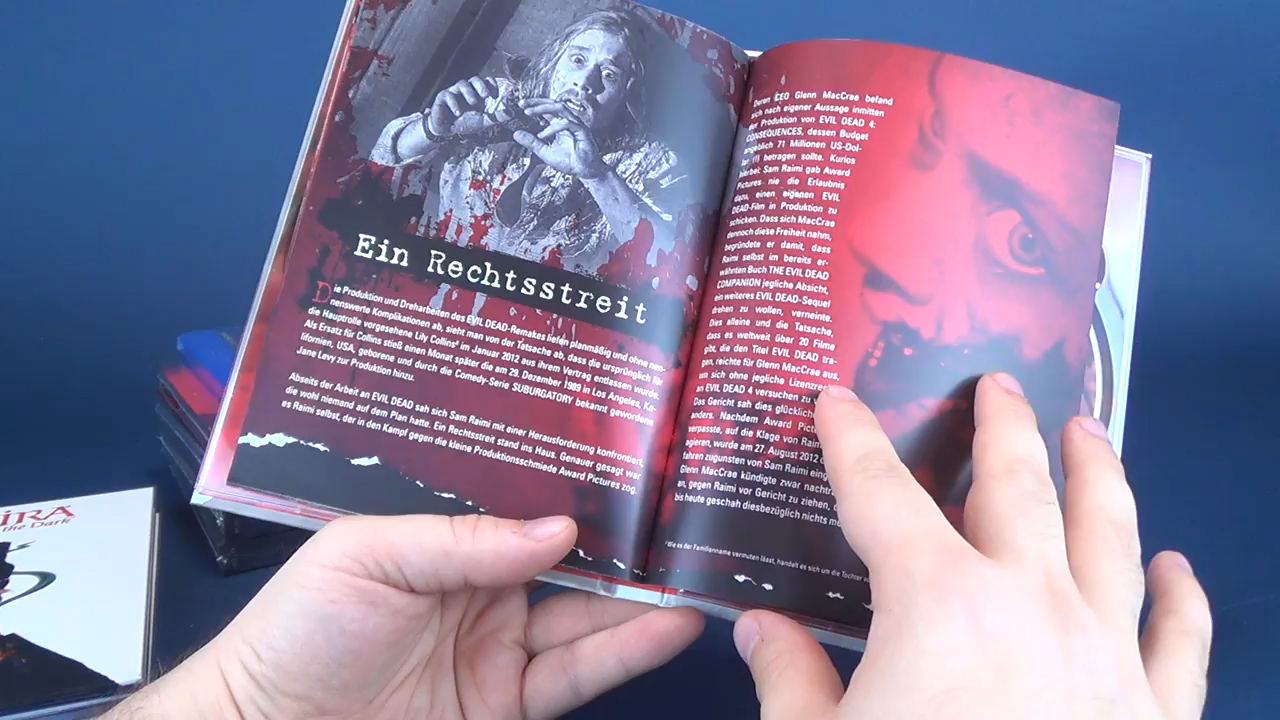 Ein Rechtsstreit
Die Produktion und Dreharbeiten des EVIL DEAD-Remakes liefen planmäßig und ohne nen-
nenswerte Komplikationen ab, sieht man von der Tatsache ab, dass die ursprünglich für
die Hauptrolle vorgesehene Lily Collins² im Januar 2012 aus ihrem Vertrag entlassen wurde.
Als Ersatz für Collins stieß einen Monat später die am 29. Dezember 1989 in Los Angeles, Ka-
lifornien, USA, geborene und durch die Comedy-Serie SUBURGATORY bekannt gewordene
Jane Levy zur Produktion hinzu.
Abseits der Arbeit an EVIL DEAD sah sich Sam Raimi mit einer Herausforderung konfrontiert,
die wohl niemand auf dem Plan hatte. Ein Rechtsstreit stand ins Haus. Genauer gesagt war
es Raimi selbst, der in den Kampf gegen die kleine Produktionsschmiede Award Pictures zog.
Deren CEO Glenn MacCrae befand
sich nach eigener Aussage inmitten
der Produktion von EVIL DEAD 4:
CONSEQUENCES, dessen Budget
angeblich 71 Millionen US-Dol-
lar (!!) betragen sollte. Kurios
hierbei: Sam Raimi gab Award
Pictures nie die Erlaubnis
dazu, einen eigenen EVIL
DEAD-Film in Produktion zu
schicken. Dass sich MacCrae
dennoch diese Freiheit nahm,
begründete er damit, dass
Raimi selbst im bereits er-
wähnten Buch THE EVIL DEAD
COMPANION jegliche Absicht,
ein weiteres EVIL DEAD-Sequel
drehen zu wollen, verneinte.
Dies alleine und die Tatsache,
dass es weltweit über 20 Filme
gibt, die den Titel EVIL DEAD tra-
gen, reichte für Glenn MacCrae aus,
um sich ohne jegliche Lizenzrec
an EVIL DEAD 4 versuchen zu
Das Gericht sah dies glückliche
anders. Nachdem Award Pict
verpasste, auf die Klage von Raim
agieren, wurde am 27. August 2012 d
fahren zugunsten von Sam Raimi eing
Glenn MacCrae kündigte zwar nachtr
an, gegen Raimi vor Gericht zu ziehen,
bis heute geschah diesbezüglich nichts me
² Wie es der Familienname vermuten lässt, handelt es sich um die Tochter
iRA
the Dark